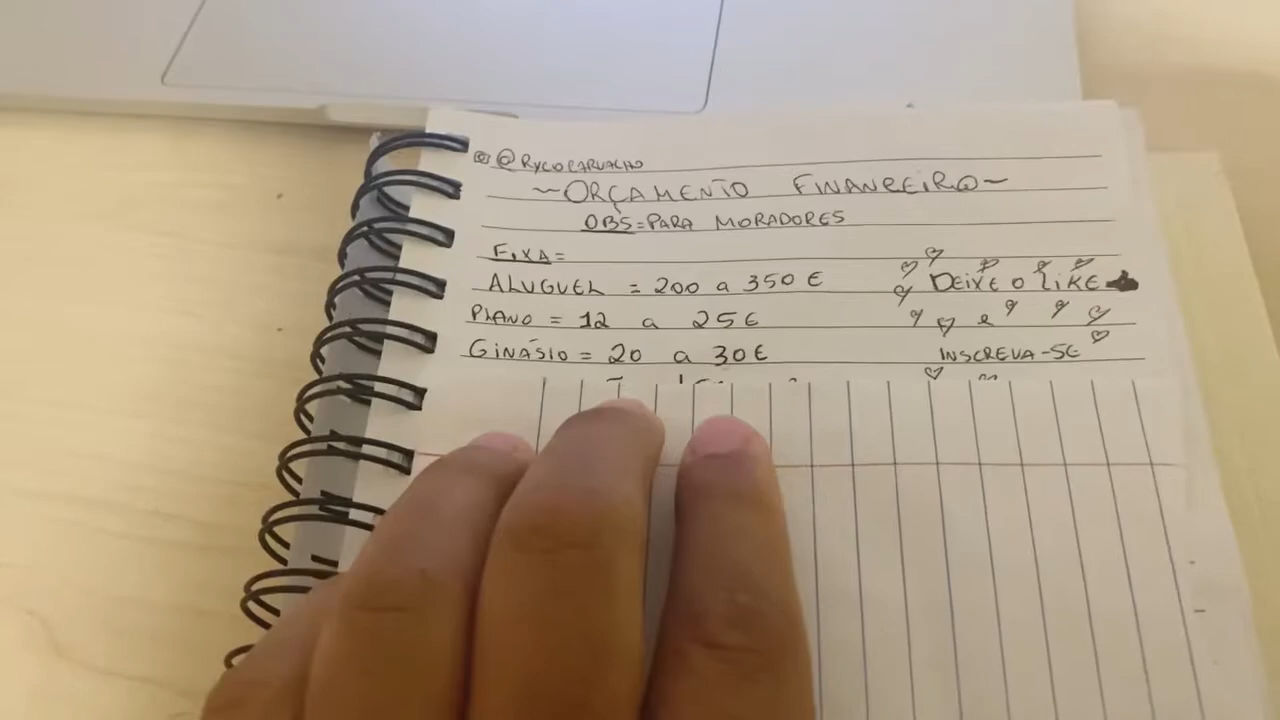 @RYCOCARVALHO
~ORÇAMENTO FINANCEIRO~
OBS=PARA MORADORES
FIXA=
ALUGUEL = 200 a 350 € DEIXE O LIKE
PLANO = 12 a 25€ e
GINÁSIO = 20 a 30€ INSCREVA-SE